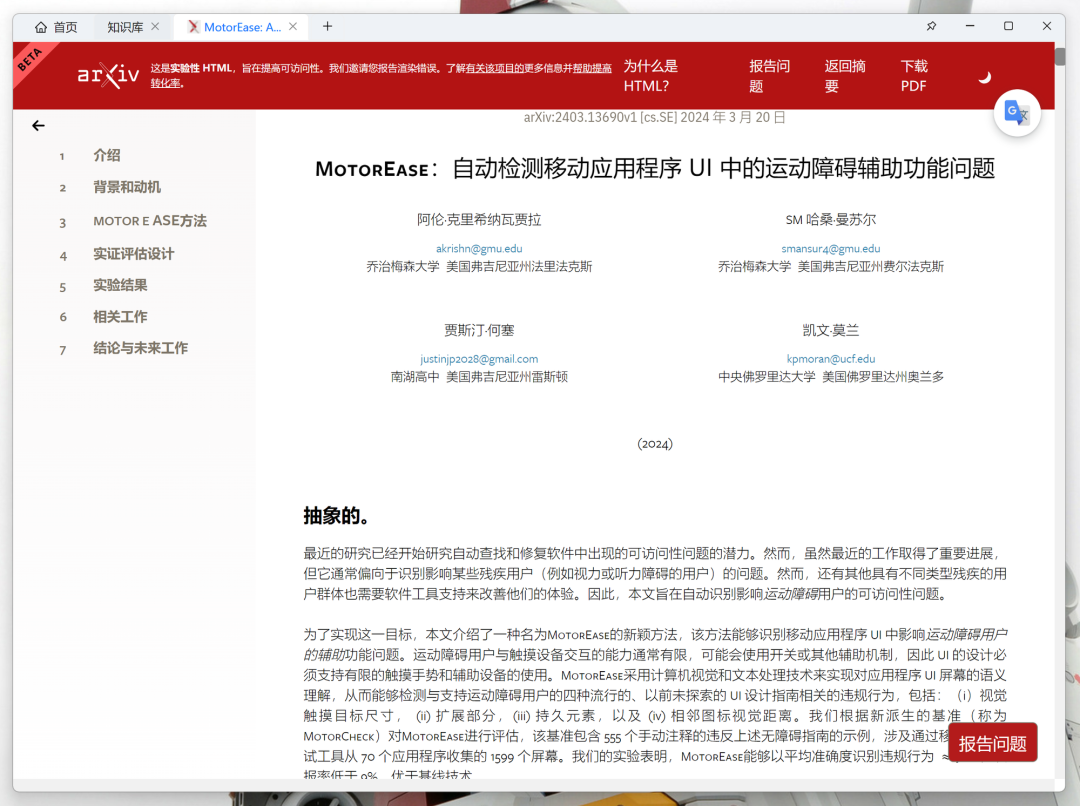 首页
知识库
MotorEase: A...
BETA
arXiv
这是实验性 HTML，旨在提高可访问性。我们邀请您报告渲染错误。了解有关该项目的更多信息并帮助提高
转化率。
为什么是
HTML?
报告问
题
返回摘
要
下载
PDF
arXiv:2403.13690v1 [cs.SE] 2024 年 3 月 20 日
1 介绍
2 背景和动机
3 MOTOR E ASE方法
4 实证评估设计
5 实验结果
6 相关工作
7 结论与未来工作
MotorEase：自动检测移动应用程序 UI 中的运动障碍辅助功能问题
阿伦·克里希纳瓦贾拉
akrishn@gmu.edu
乔治梅森大学 美国弗吉尼亚州法里法克斯
SM 哈桑·曼苏尔
smansur4@gmu.edu
乔治梅森大学 美国弗吉尼亚州费尔法克斯
贾斯汀·何塞
justinjp2028@gmail.com
南湖高中 美国弗吉尼亚州雷斯顿
凯文·莫兰
kpmoran@ucf.edu
中央佛罗里达大学 美国佛罗里达州奥兰多
(2024)
抽象的。
最近的研究已经开始研究自动查找和修复软件中出现的可访问性问题的潜力。然而，虽然最近的工作取得了重要进展，
但它通常偏向于识别影响某些残疾用户（例如视力或听力障碍的用户）的问题。然而，还有其他具有不同类型残疾的用
户群体也需要软件工具支持来改善他们的体验。因此，本文旨在自动识别影响运动障碍用户的可访问性问题。
为了实现这一目标，本文介绍了一种名为MotorEase的新颖方法，该方法能够识别移动应用程序 UI 中影响运动障碍用户
的辅助功能问题。运动障碍用户与触摸设备交互的能力通常有限，可能会使用开关或其他辅助机制，因此 UI 的设计必
须支持有限的触摸手势和辅助设备的使用。MotorEase采用计算机视觉和文本处理技术来实现对应用程序 UI 屏幕的语义
理解，从而能够检测与支持运动障碍用户的四种流行的、以前未探索的 UI 设计指南相关的违规行为，包括：（i）视觉
触摸目标尺寸， (ii) 扩展部分，(iii) 持久元素，以及 (iv) 相邻图标视觉距离。我们根据新派生的基准（称为
MotorCheck）对MotorEase进行评估，该基准包含 555 个手动注释的违反上述无障碍指南的示例，涉及通过移
试工具从 70 个应用程序收集的 1599 个屏幕。我们的实验表明，MotorEase能够以平均准确度识别违规行为 ≈
报率低于 9%，优于基线技术
报告问题